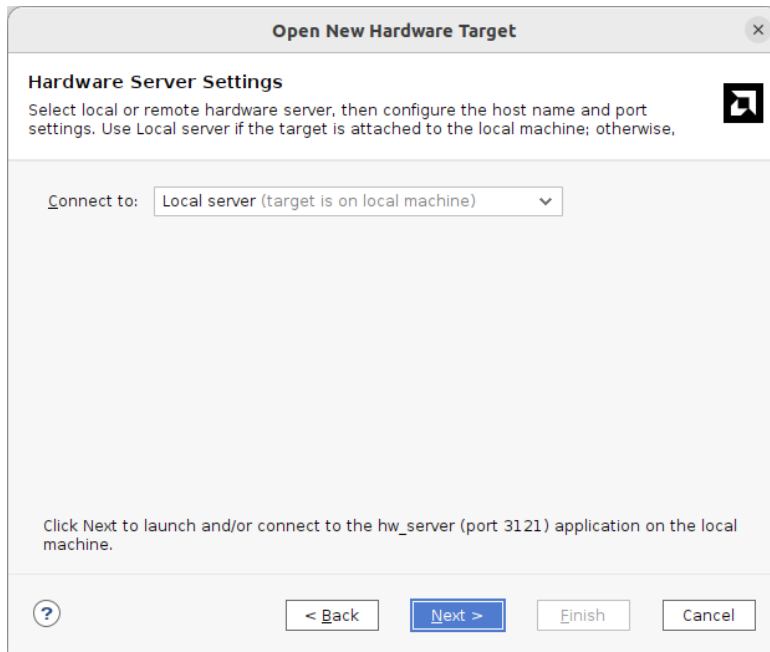 Open New Hardware Target
Hardware Server Settings
Select local or remote hardware server, then configure the host name and port
settings. Use Local server if the target is attached to the local machine; otherwise,
Connect to: Local server (target is on local machine)
Click Next to launch and/or connect to the hw_server (port 3121) application on the local
machine.
? < Back Next > Finish Cancel